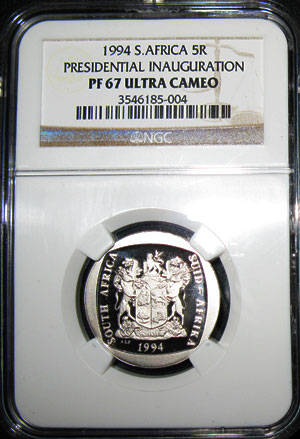 1994 S.AFRICA 5R
PRESIDENTIAL INAUGURATION
PF 67 ULTRA CAMEO
3546185-004
NGC
SOUTH AFRICA
SUID-AFRIKA
1994